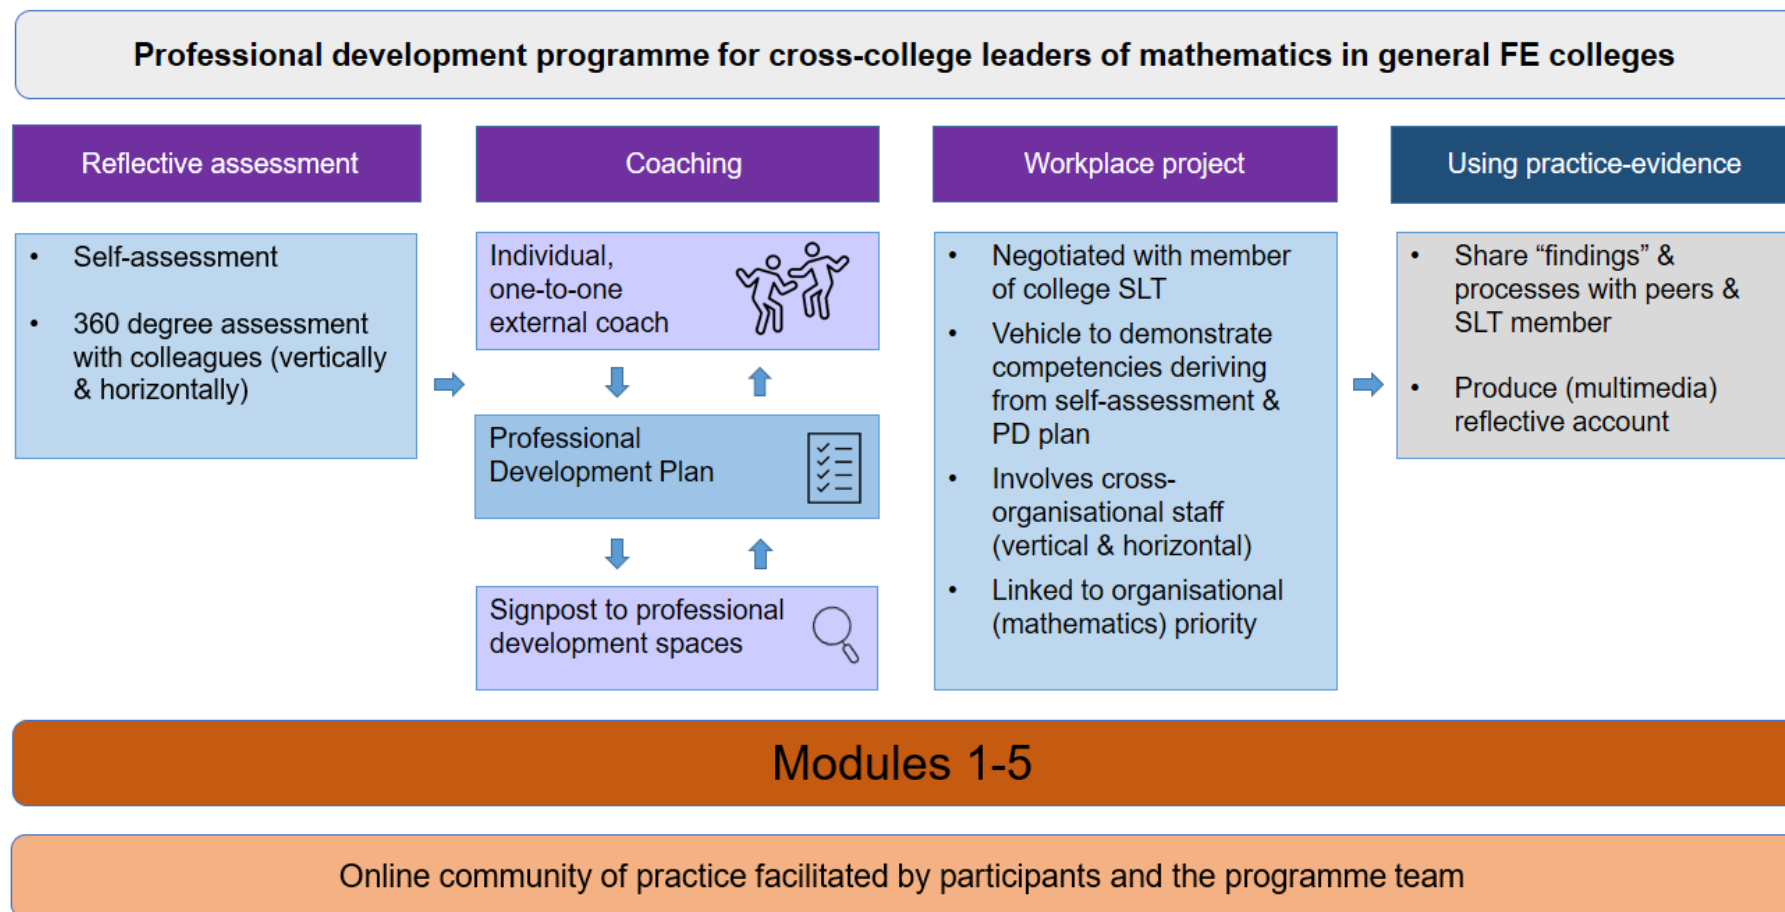 Professional development programme for cross-college leaders of mathematics in general FE colleges
Reflective assessment
• Self-assessment
• 360 degree assessment
with colleagues (vertically
& horizontally)
Coaching
Individual,
one-to-one
external coach
Professional
Development Plan
Signpost to professional
development spaces
Workplace project
• Negotiated with member
of college SLT
• Vehicle to demonstrate
competencies deriving
from self-assessment &
PD plan
• Involves cross-
organisational staff
(vertical & horizontal)
• Linked to organisational
(mathematics) priority
Using practice-evidence
• Share “findings” &
processes with peers &
SLT member
• Produce (multimedia)
reflective account
Modules 1-5
Online community of practice facilitated by participants and the programme team